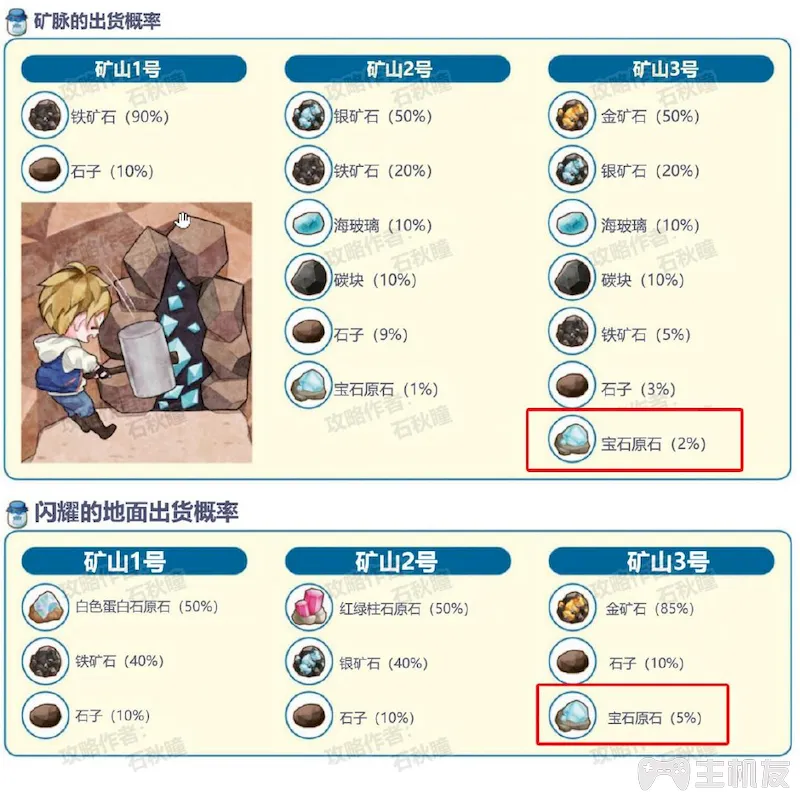 矿脉的出货概率
矿山1号
矿山2号
矿山3号
铁矿石（90%）
银矿石（50%）
金矿石（50%）
石子（10%）
铁矿石（20%）
银矿石（20%）
海玻璃（10%）
海玻璃（10%）
碳块（10%）
碳块（10%）
石子（9%）
铁矿石（5%）
宝石原石（1%）
石子（3%）
宝石原石（2%）
攻略作者：
石秋瞳
闪耀的地面出货概率
矿山1号
矿山2号
矿山3号
白色蛋白石原石（50%）
红绿柱石原石（50%）
金矿石（85%）
铁矿石（40%）
银矿石（40%）
石子（10%）
石子（10%）
石子（10%）
宝石原石（5%）
攻略作者：
石秋瞳
主机友